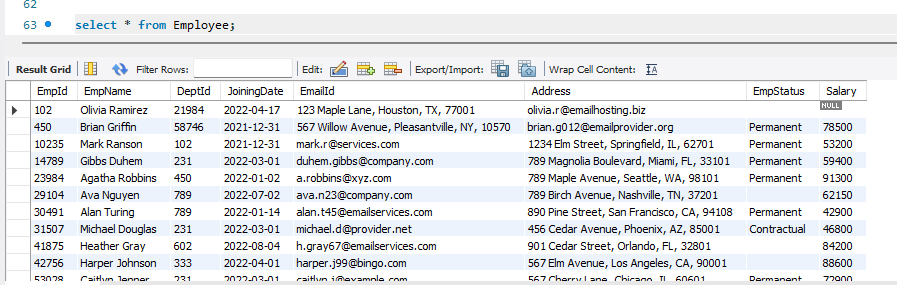 62
63 select * from Employee;
Result Grid Filter Rows: Edit: Export/Import: Wrap Cell Content:
EmpId EmpName DeptId JoiningDate EmailId Address EmpStatus Salary
102 Olivia Ramirez 21984 2022-04-17 123 Maple Lane, Houston, TX, 77001 olivia.r@emailhosting.biz NULL
450 Brian Griffin 58746 2021-12-31 567 Willow Avenue, Pleasantville, NY, 10570 brian.g012@emailprovider.org Permanent 78500
10235 Mark Ranson 102 2021-12-31 mark.r@services.com 1234 Elm Street, Springfield, IL, 62701 Permanent 53200
14789 Gibbs Duhem 231 2022-03-01 duhem.gibbs@company.com 789 Magnolia Boulevard, Miami, FL, 33101 Permanent 59400
23984 Agatha Robbins 450 2022-01-02 a.robbins@xyz.com 789 Maple Avenue, Seattle, WA, 98101 Permanent 91300
29104 Ava Nguyen 789 2022-07-02 ava.n23@company.com 789 Birch Avenue, Nashville, TN, 37201 62150
30491 Alan Turing 789 2022-01-14 alan.t45@emailservices.com 890 Pine Street, San Francisco, CA, 94108 Permanent 42900
31507 Michael Douglas 231 2022-03-01 michael.d@provider.net 456 Cedar Avenue, Phoenix, AZ, 85001 Contractual 46800
41875 Heather Gray 602 2022-08-04 h.gray67@emailservices.com 901 Cedar Street, Orlando, FL, 32801 84200
42756 Harper Johnson 333 2022-04-01 harper.j99@bingo.com 567 Elm Avenue, Los Angeles, CA, 90001 88600
53028 Caitlyn Jenner 231 2022-03-01 caitlyn.j@example.com 567 Cherry Lane, Chicago, IL, 60601 Permanent 72900